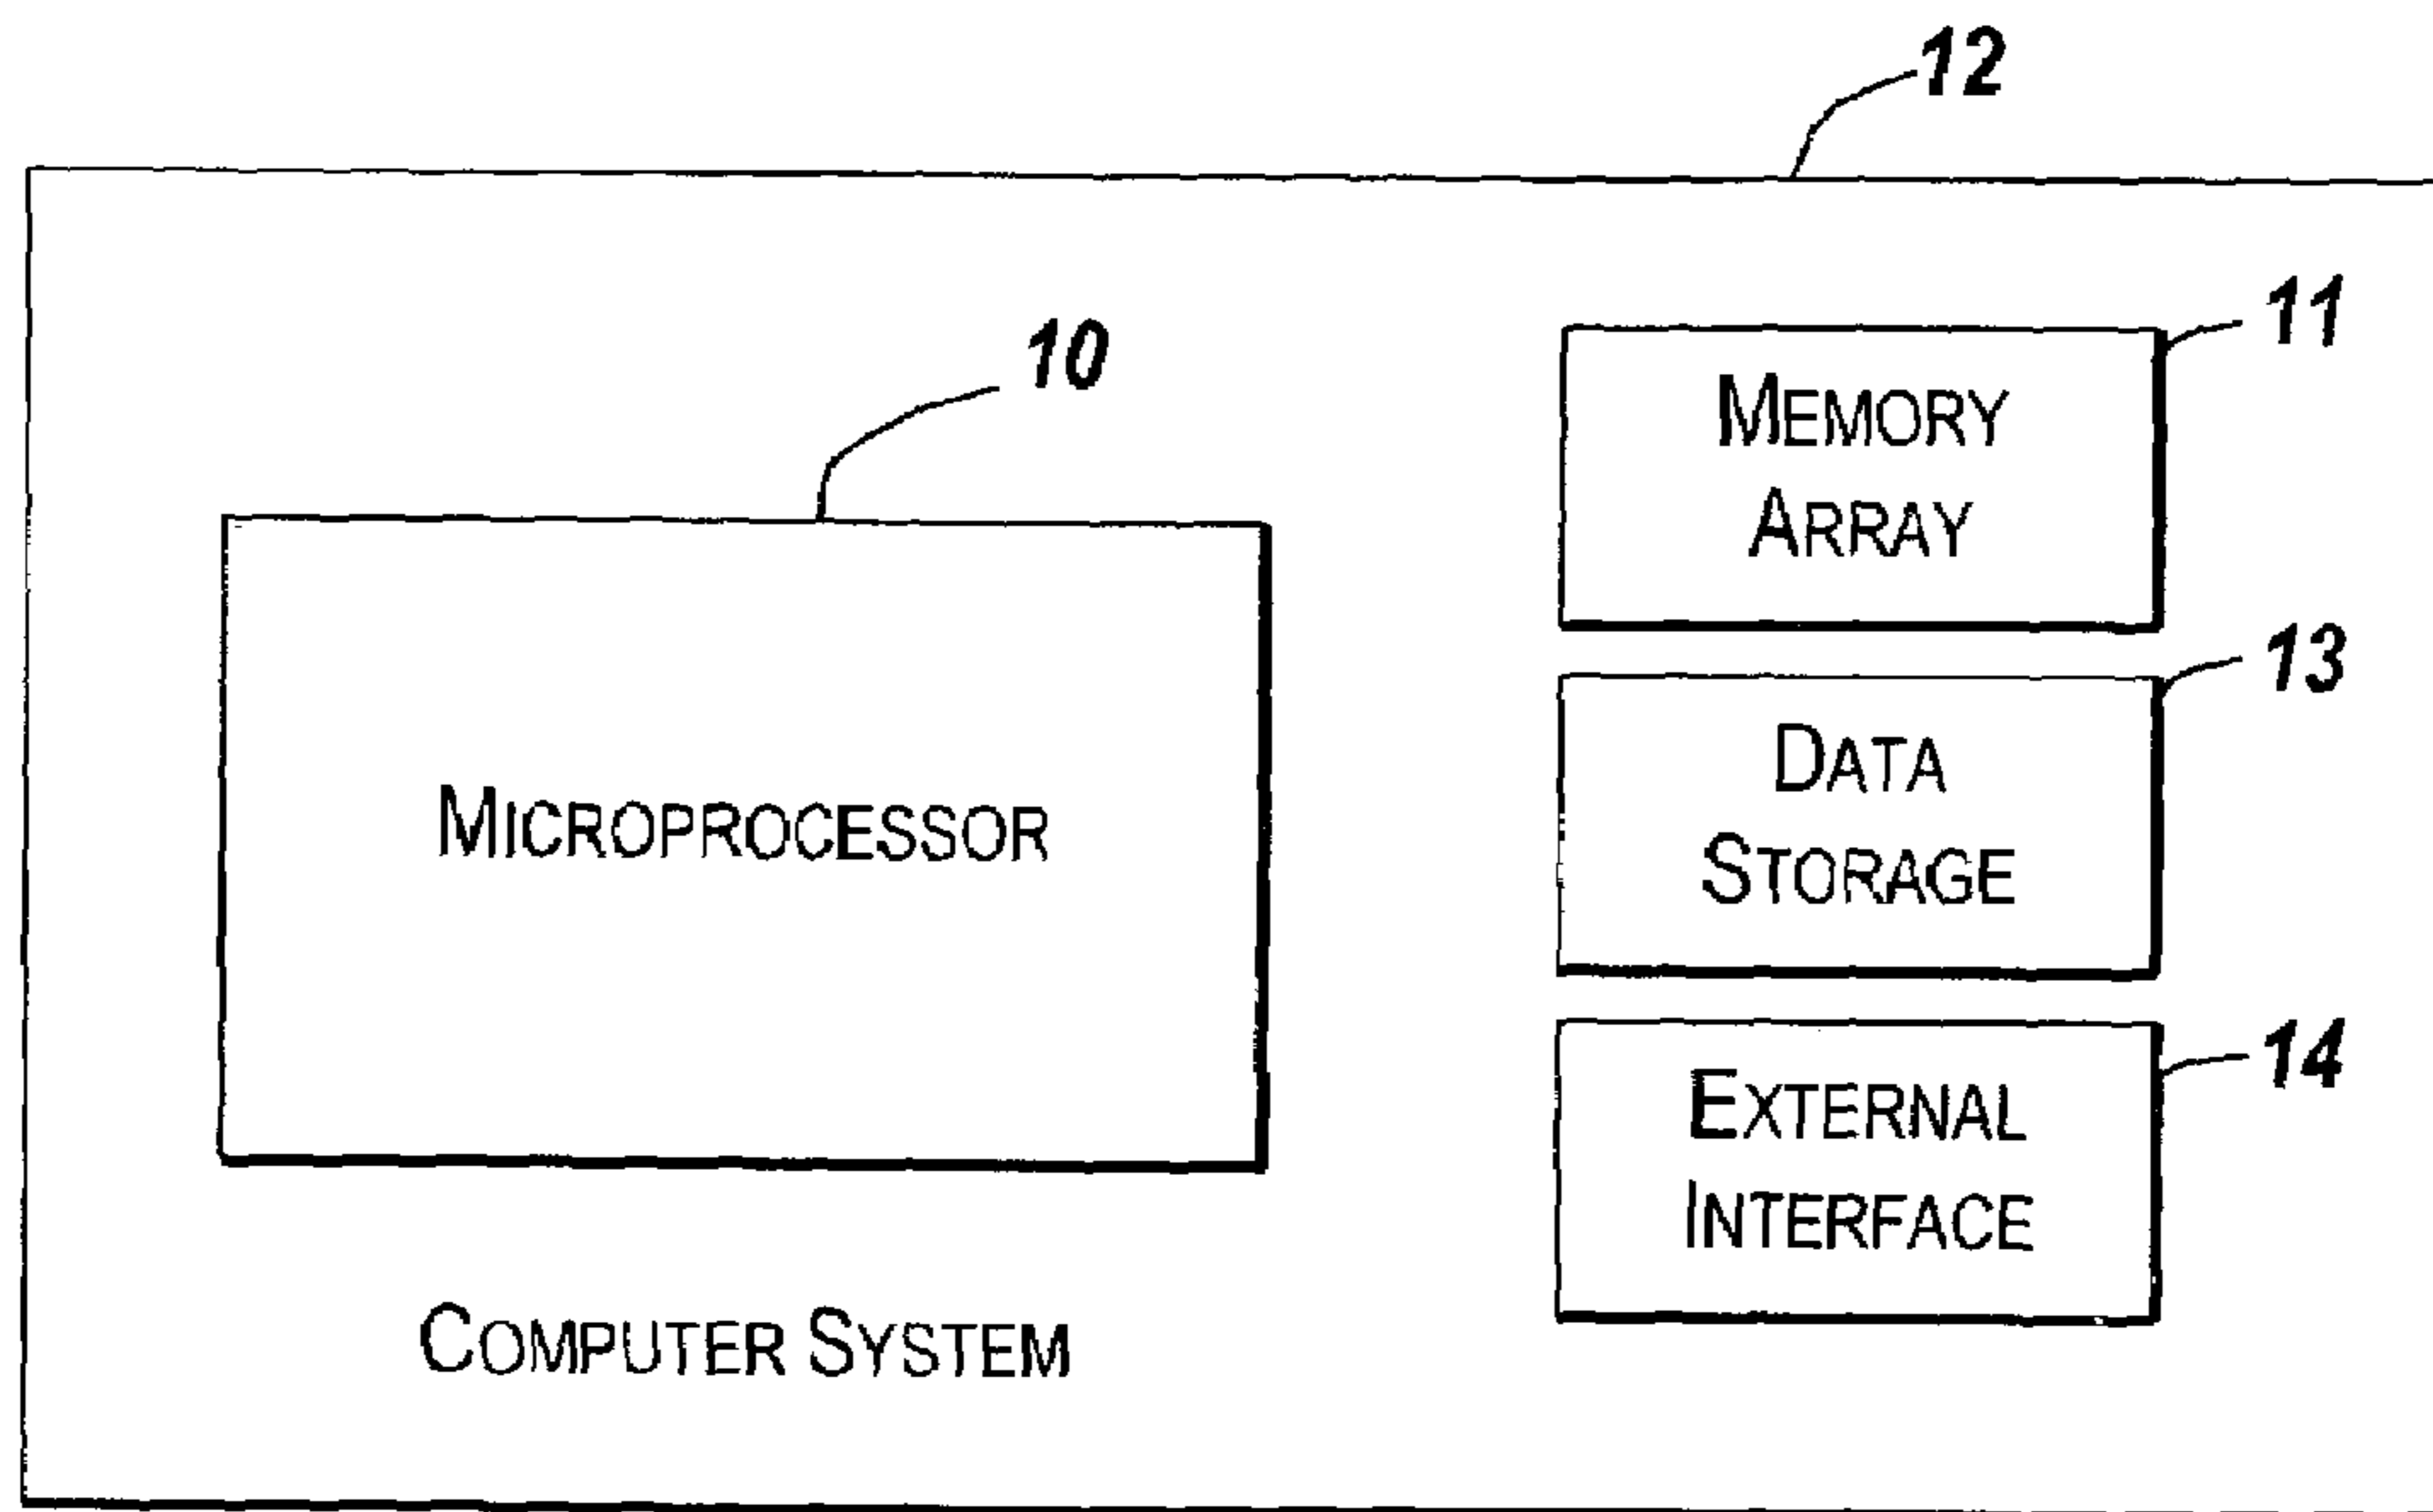 12
11
10
MEMORY
ARRAY
13
DATA
STORAGE
MICROPROCESSOR
14
EXTERNAL
INTERFACE
COMPUTER SYSTEM